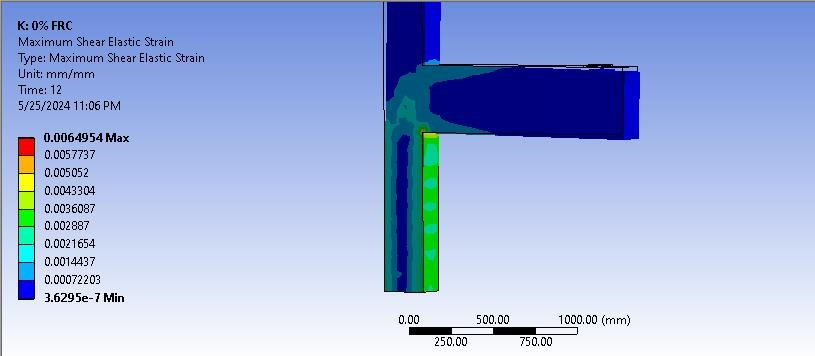 K: 0% FRC
Maximum Shear Elastic Strain
Type: Maximum Shear Elastic Strain
Unit: mm/mm
Time: 12
5/25/2024 11:06 PM
0.0064954 Max
0.0057737
0.005052
0.0043304
0.0036087
0.002887
0.0021654
0.0014437
0.00072203
3.6295e-7 Min
0.00 500.00 1000.00 (mm)
250.00 750.00